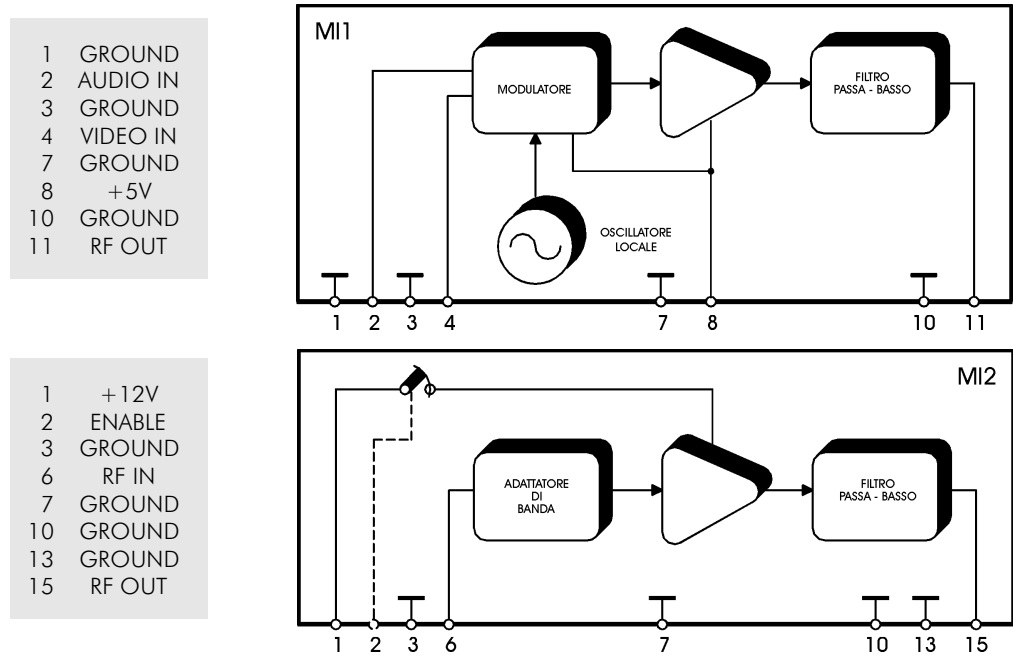 1 GROUND
2 AUDIO IN
3 GROUND
4 VIDEO IN
7 GROUND
8 +5V
10 GROUND
11 RF OUT
MI1
MODULATORE
FILTRO
PASSA - BASSO
OSCILLATORE
LOCALE
1 2 3 4 7 8 10 11
1 +12V
2 ENABLE
3 GROUND
6 RF IN
7 GROUND
10 GROUND
13 GROUND
15 RF OUT
MI2
ADATTATORE
DI
BANDA
FILTRO
PASSA - BASSO
1 2 3 6 7 10 13 15